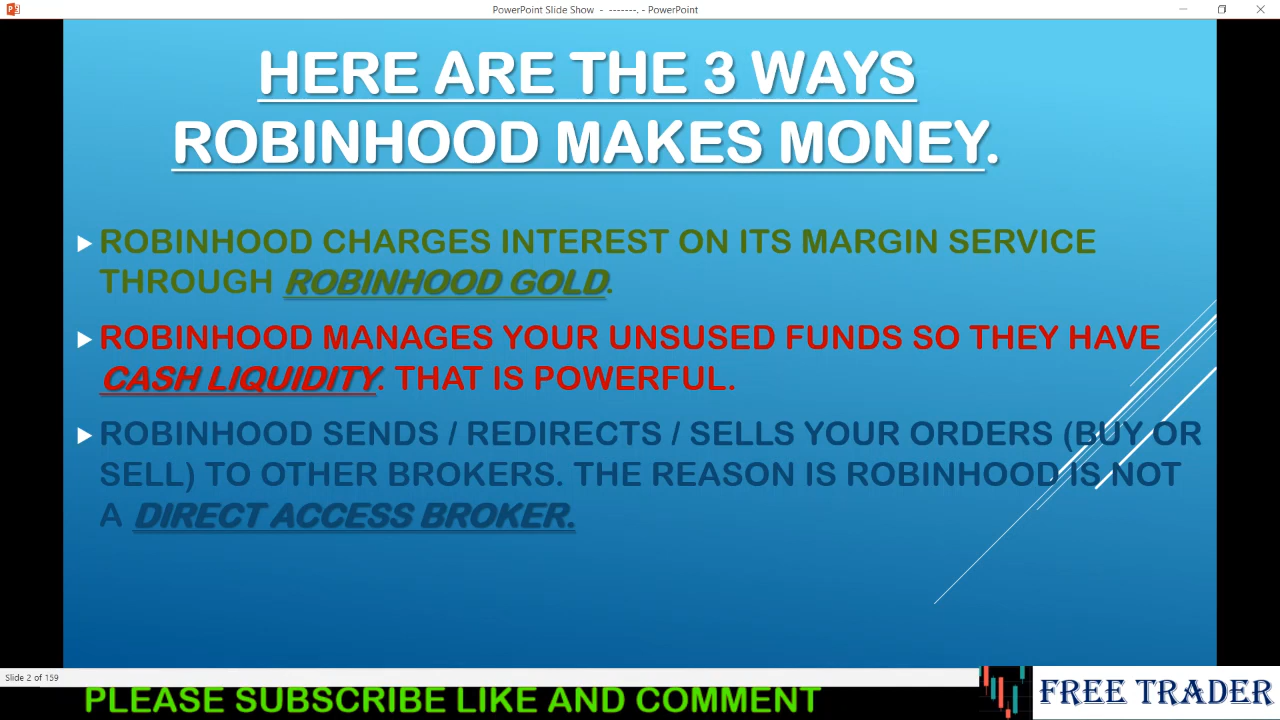 PowerPoint Slide Show - -------. - PowerPoint
HERE ARE THE 3 WAYS
ROBINHOOD MAKES MONEY.
ROBINHOOD CHARGES INTEREST ON ITS MARGIN SERVICE
THROUGH ROBINHOOD GOLD.
ROBINHOOD MANAGES YOUR UNSUSED FUNDS SO THEY HAVE
CASH LIQUIDITY. THAT IS POWERFUL.
ROBINHOOD SENDS / REDIRECTS / SELLS YOUR ORDERS (BUY OR
SELL) TO OTHER BROKERS. THE REASON IS ROBINHOOD IS NOT
A DIRECT ACCESS BROKER.
Slide 2 of 159
PLEASE SUBSCRIBE LIKE AND COMMENT
FREE TRADER